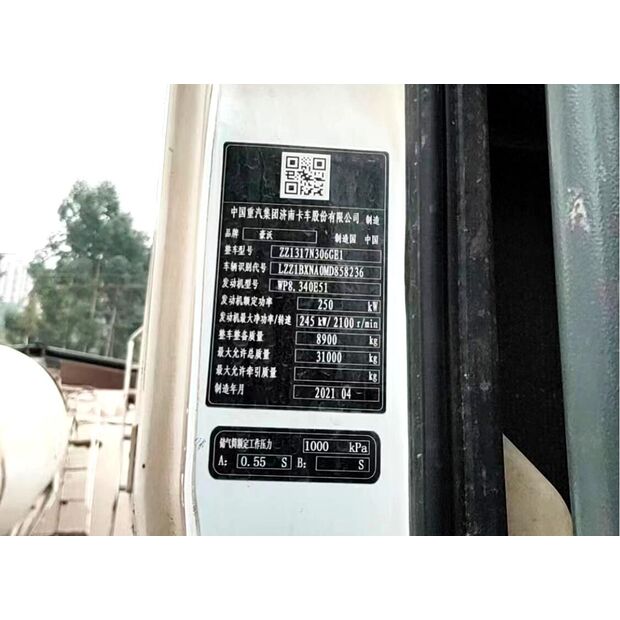 中国重汽集团济南卡车股份有限公司 制造
品牌 豪沃 制造国 中国
整车型号 ZZ1317N306GE1
车辆识别代号 LZZ1BXNA0MD858236
发动机型号 WP8.340E51
发动机额定功率 250 kW
发动机最大净功率/转速 245 kW/2100 r/min
整车整备质量 8900 kg
最大允许总质量 31000 kg
最大允许牵引质量 kg
制造年月 2021 04
储气筒额定工作压力 1000 kPa
A: 0.55 S B: S